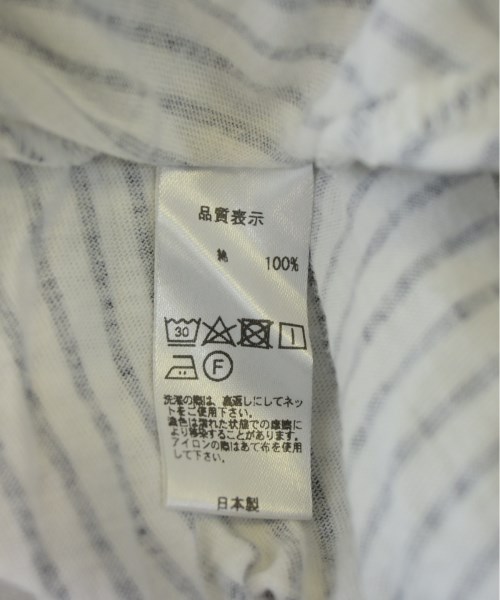 品質表示
綿 100%
30
F
洗濯の際は、裏返しにしてネッ
トをご使用下さい。
濃色は濡れた状態での摩擦に
より移染することがあります。
アイロンの際はあて布を使用
して下さい。
日本製